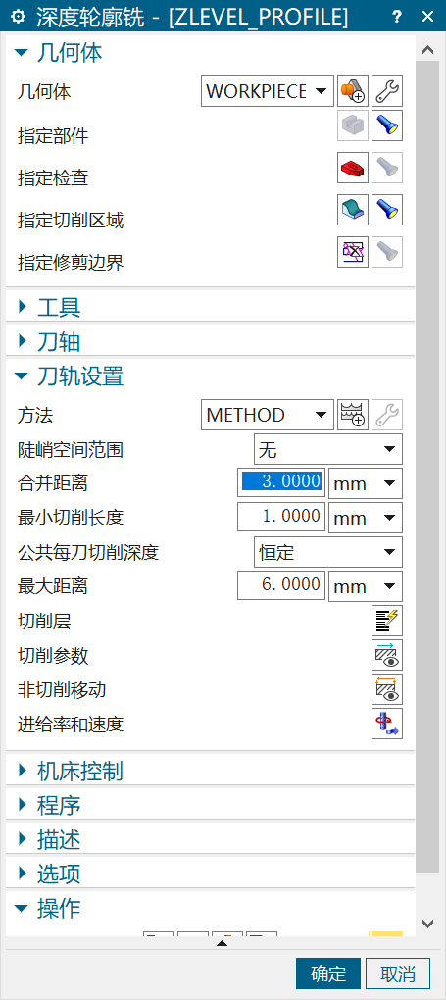 深度轮廓铣 - [ZLEVEL_PROFILE] ? ×
几何体
几何体 WORKPIECE
指定部件
指定检查
指定切削区域
指定修剪边界
工具
刀轴
刀轨设置
方法 METHOD
陡峭空间范围 无
合并距离 3.0000 mm
最小切削长度 1.0000 mm
公共每刀切削深度 恒定
最大距离 6.0000 mm
切削层
切削参数
非切削移动
进给率和速度
机床控制
程序
描述
选项
操作
确定 取消